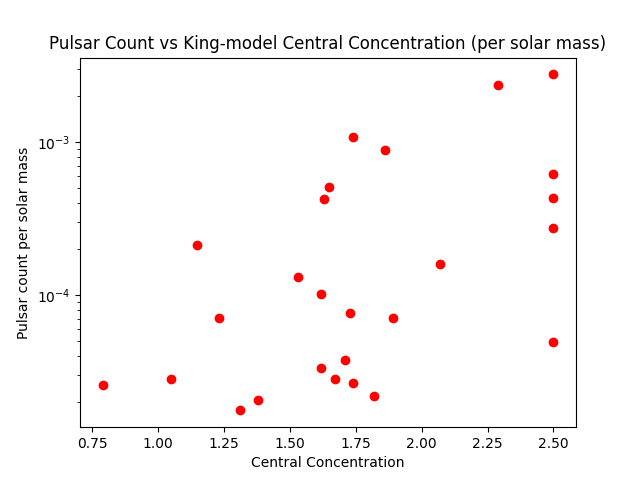 Pulsar Count vs King-model Central Concentration (per solar mass)
Pulsar count per solar mass
10⁻³
10⁻⁴
0.75 1.00 1.25 1.50 1.75 2.00 2.25 2.50
Central Concentration